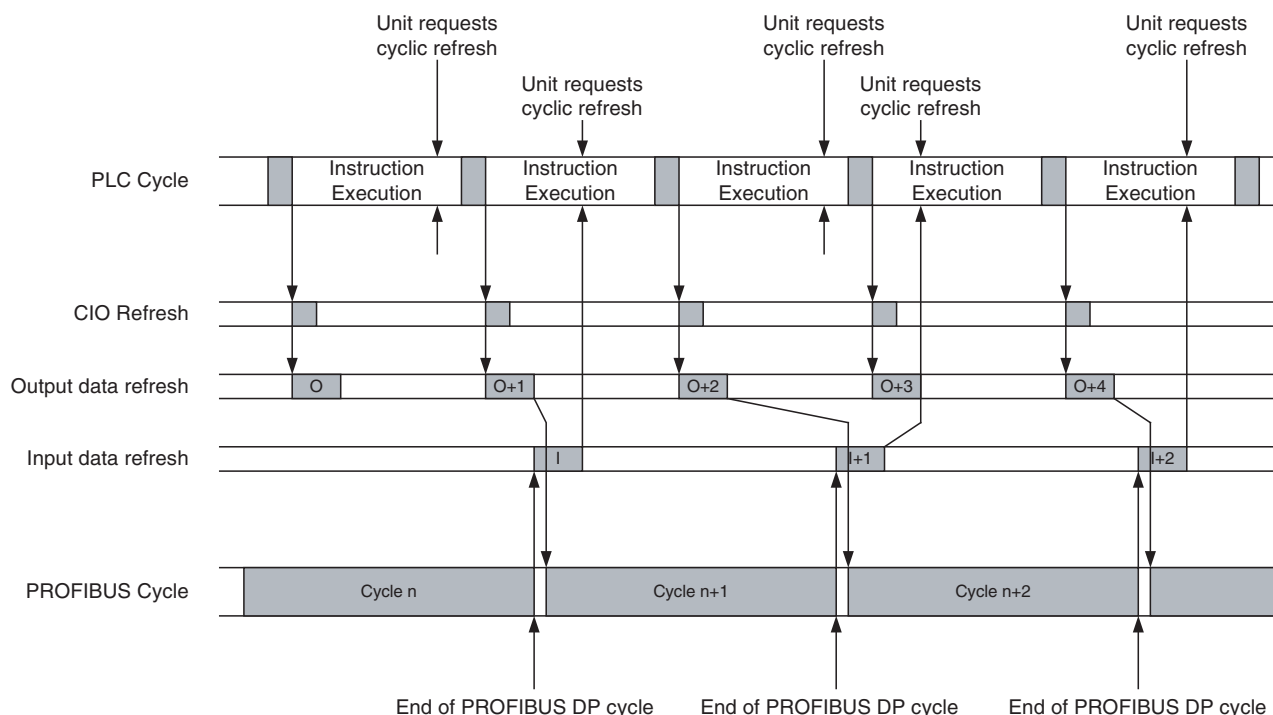 Unit requests
cyclic refresh
Unit requests
cyclic refresh
Unit requests
cyclic refresh
Unit requests
cyclic refresh
Unit requests
cyclic refresh
PLC Cycle
Instruction
Execution
Instruction
Execution
Instruction
Execution
Instruction
Execution
Instruction
Execution
CIO Refresh
Output data refresh
O
O+1
O+2
O+3
O+4
Input data refresh
I
I+1
I+2
PROFIBUS Cycle
Cycle n
Cycle n+1
Cycle n+2
End of PROFIBUS DP cycle
End of PROFIBUS DP cycle
End of PROFIBUS DP cycle